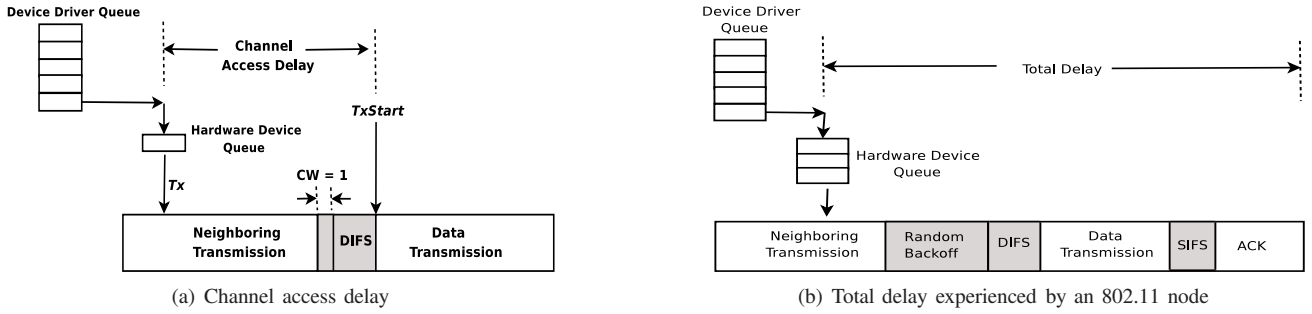 Device Driver Queue
Channel
Access Delay
TxStart
Hardware Device
Queue
Tx
CW = 1
Neighboring
Transmission
DIFS
Data
Transmission
(a) Channel access delay
Device Driver
Queue
Total Delay
Hardware Device
Queue
Neighboring
Transmission
Random
Backoff
DIFS
Data
Transmission
SIFS
ACK
(b) Total delay experienced by an 802.11 node